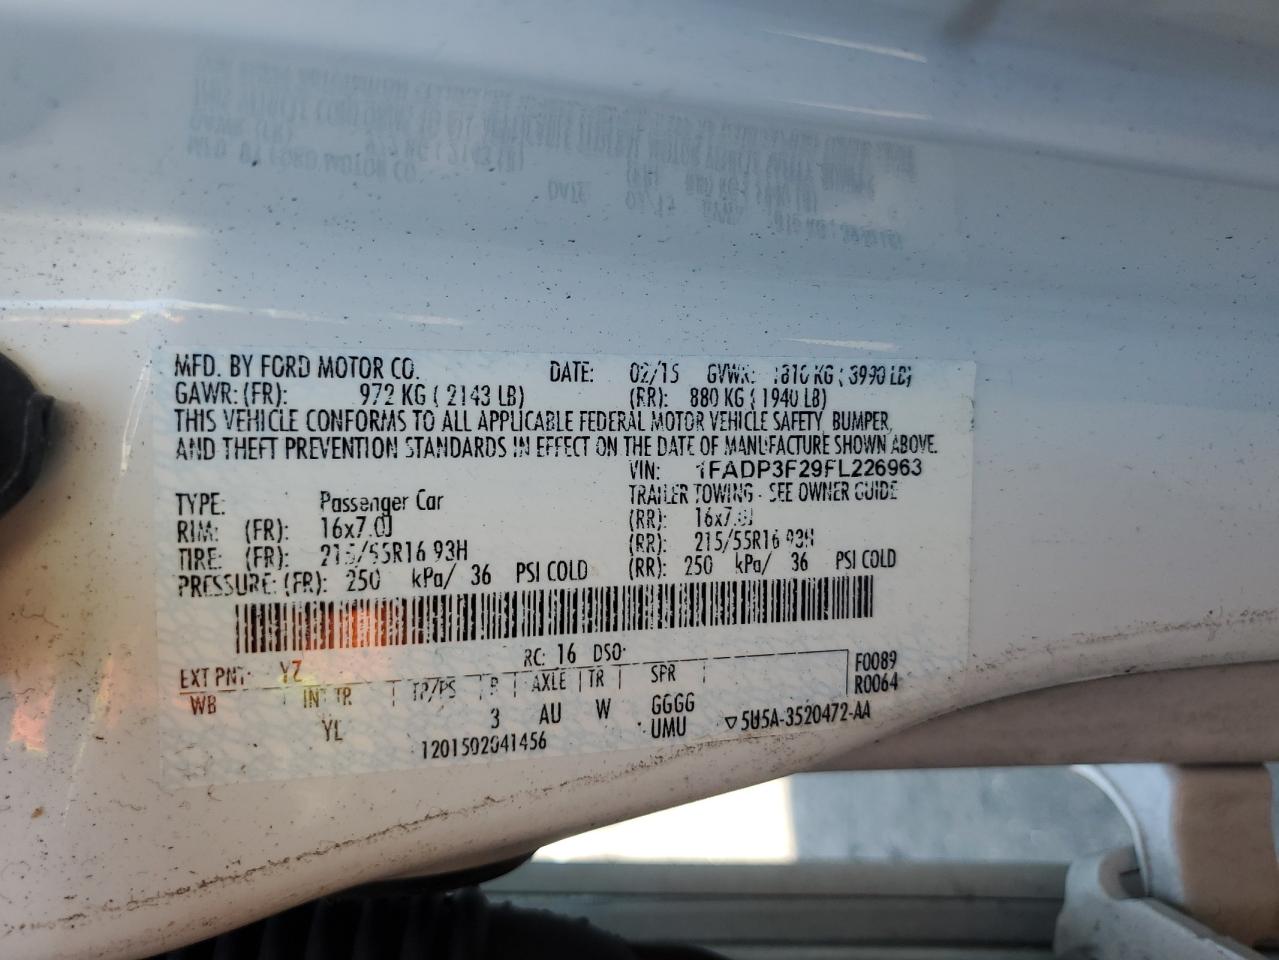 MFD. BY FORD MOTOR CO. DATE: 02/15 GVWR: 1810 KG ( 3990 LB)
GAWR: (FR): 972 KG ( 2143 LB) (RR): 880 KG ( 1940 LB)
THIS VEHICLE CONFORMS TO ALL APPLICABLE FEDERAL MOTOR VEHICLE SAFETY, BUMPER,
AND THEFT PREVENTION STANDARDS IN EFFECT ON THE DATE OF MANUFACTURE SHOWN ABOVE.
VIN: 1FADP3F29FL226963
TYPE: Passenger Car TRAILER TOWING - SEE OWNER GUIDE
RIM: (FR): 16x7.0J (RR): 16x7.0J
TIRE: (FR): 215/55R16 93H (RR): 215/55R16 93H
PRESSURE: (FR): 250 kPa/ 36 PSI COLD (RR): 250 kPa/ 36 PSI COLD
EXT PNT: YZ RC: 16 DSO: F0089
WB INT TR TP/PS R AXLE TR SPR R0064
YL 3 AU W GGGG
UMU ▽5U5A-3520472-AA
1201502041456